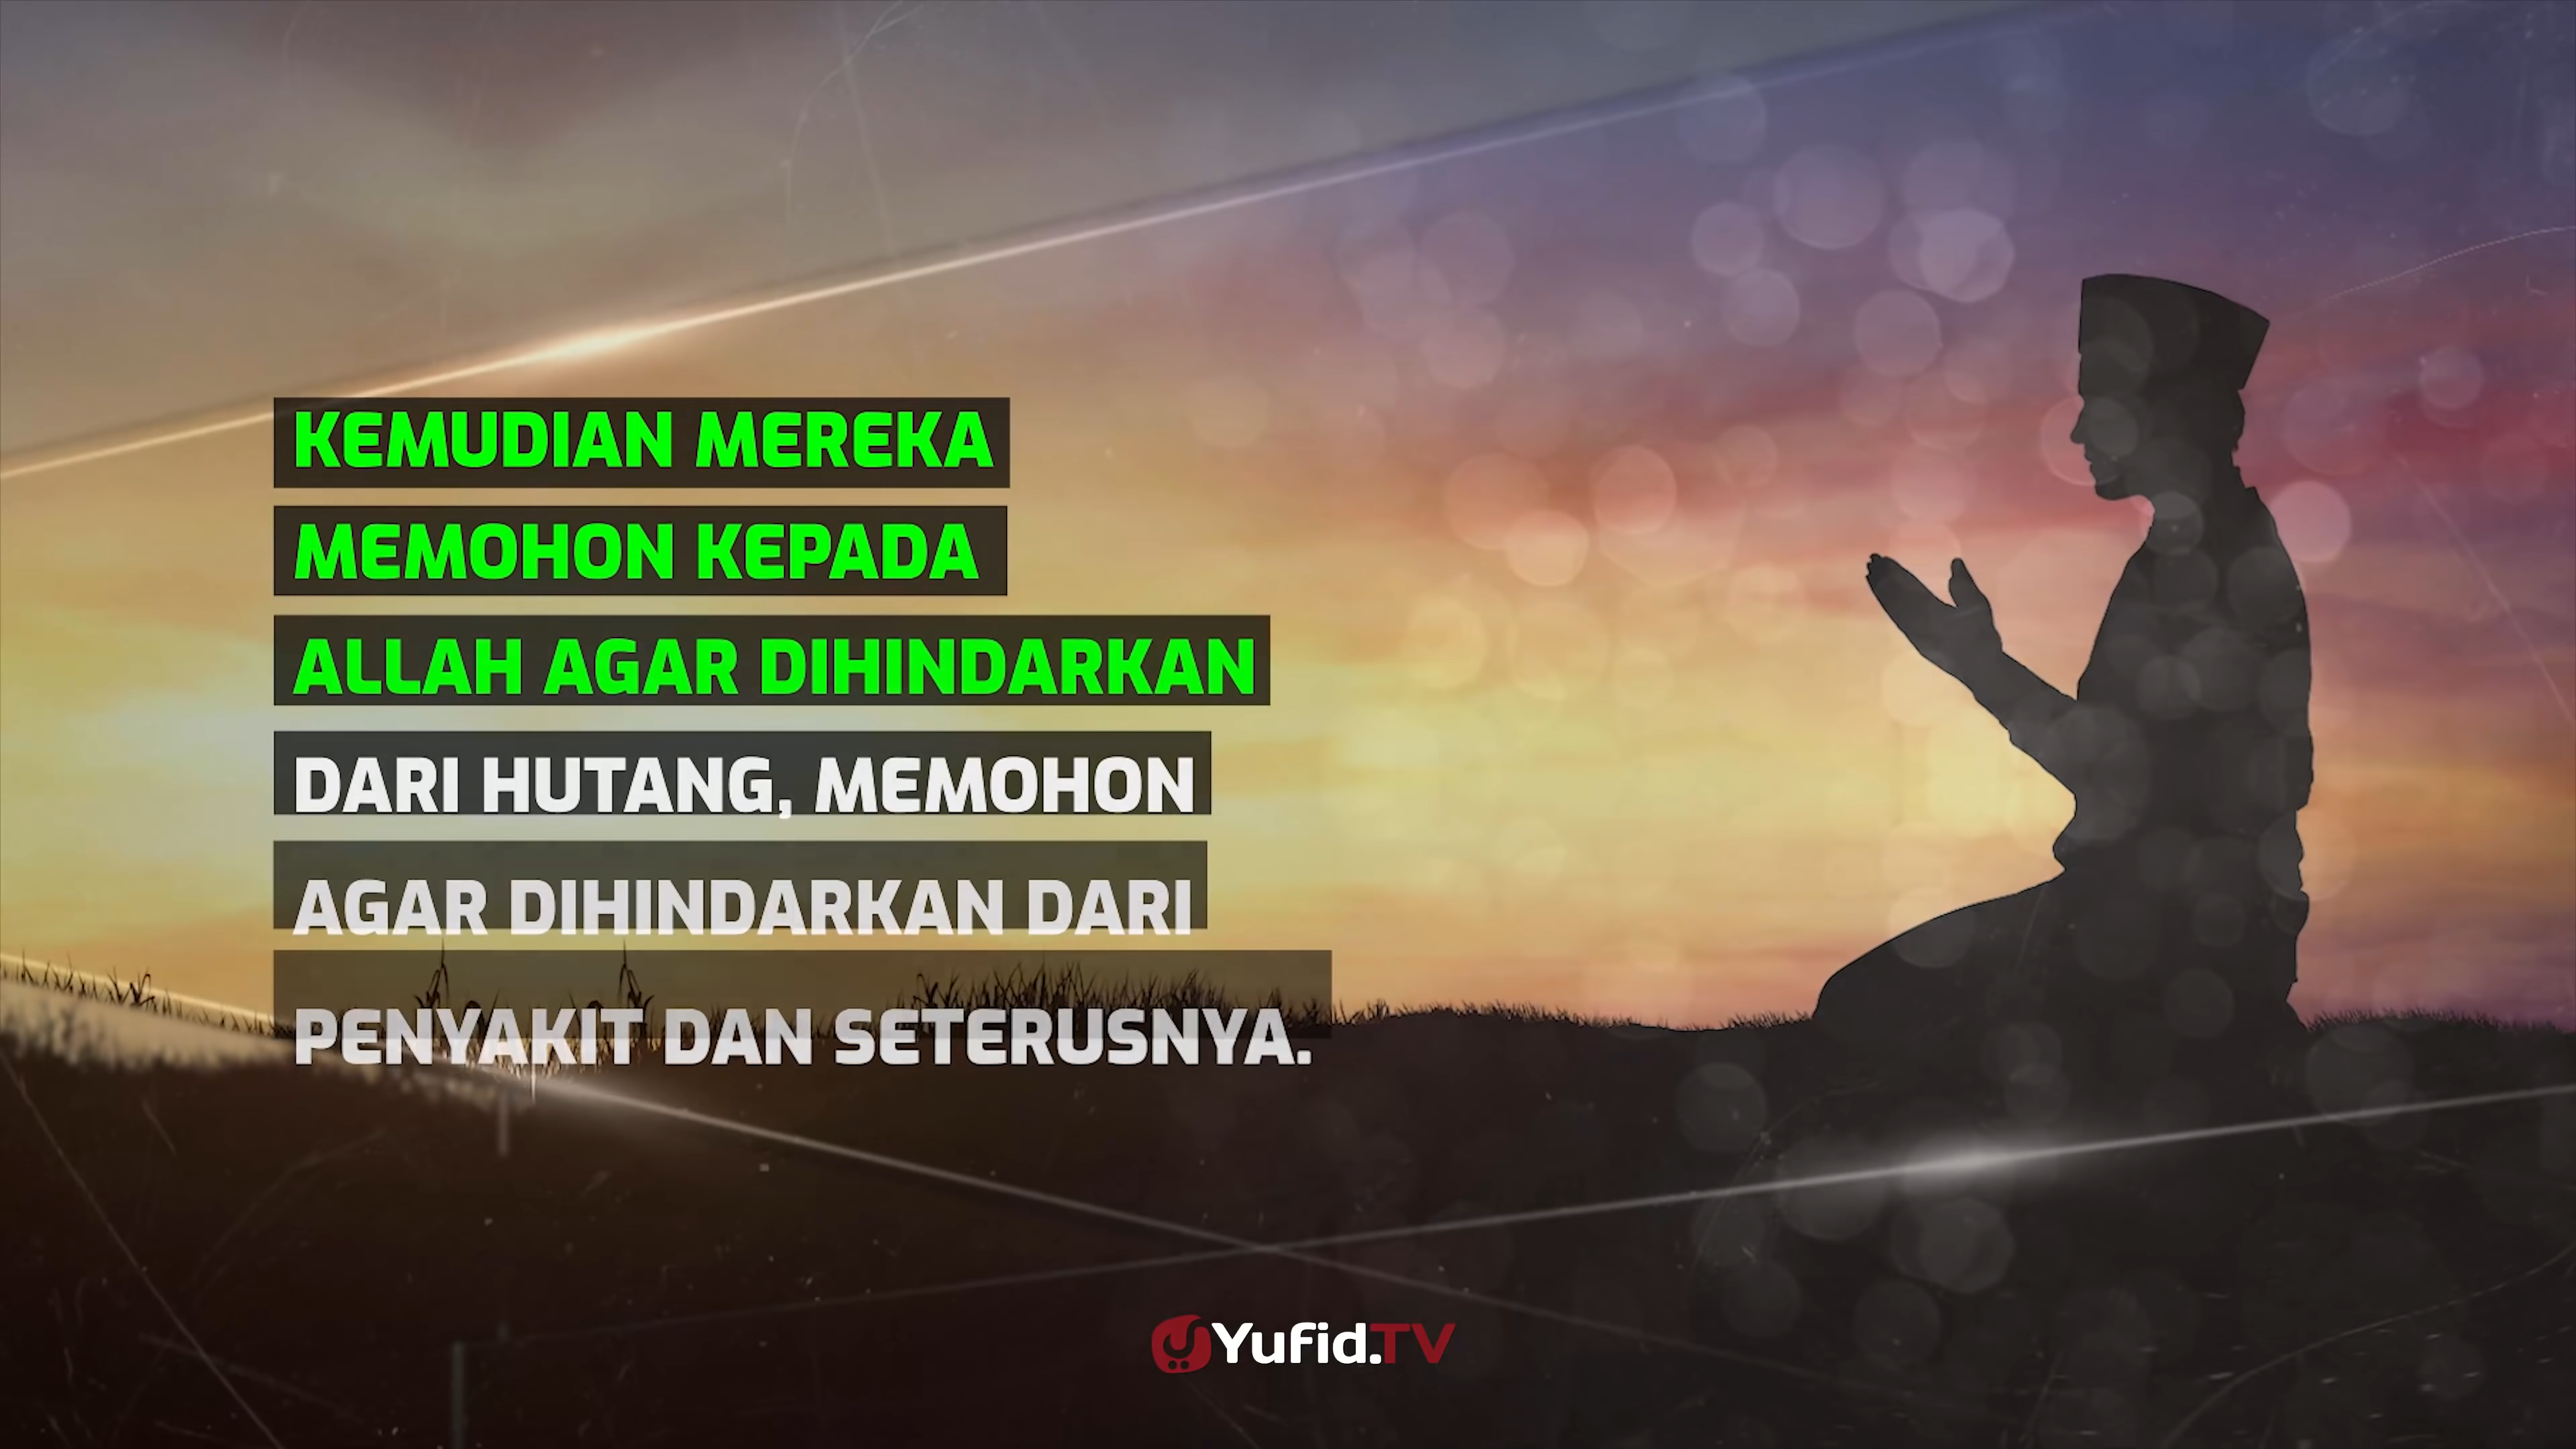 KEMUDIAN MEREKA
MEMOHON KEPADA
ALLAH AGAR DIHINDARKAN
DARI HUTANG, MEMOHON
AGAR DIHINDARKAN DARI
PENYAKIT DAN SETERUSNYA.
Yufid.TV